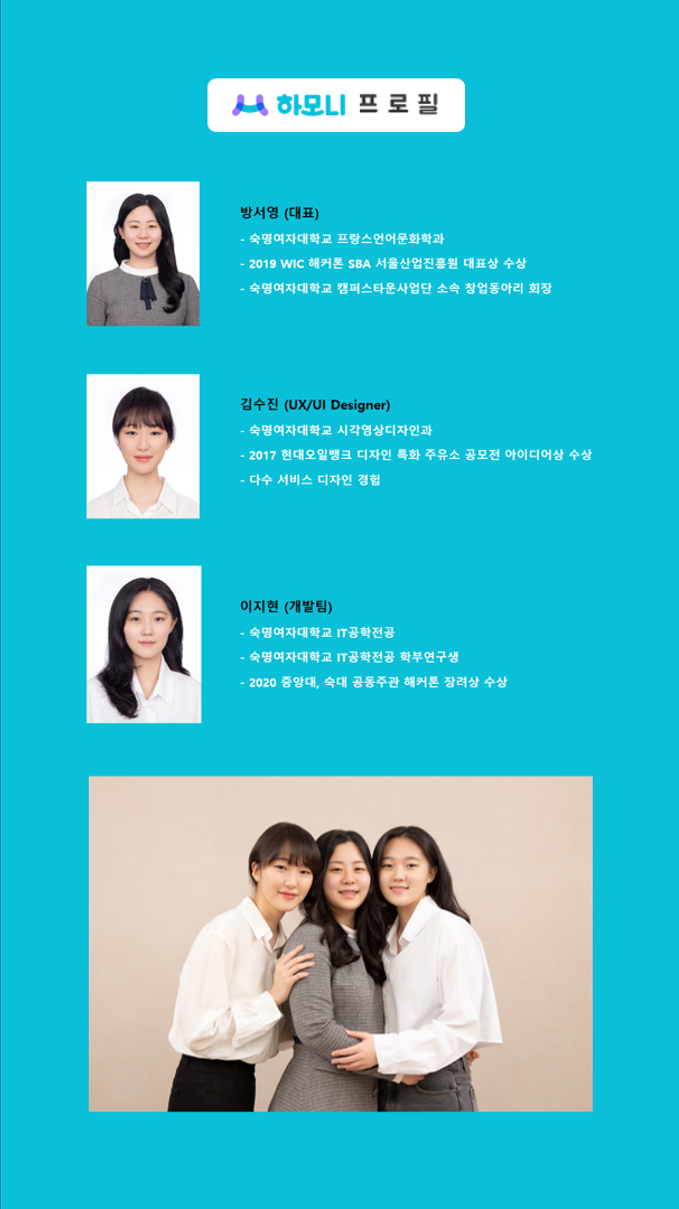 하모니 프로필
방서영 (대표)
- 숙명여자대학교 프랑스언어문화학과
- 2019 WIC 해커톤 SBA 서울산업진흥원 대표상 수상
- 숙명여자대학교 캠퍼스타운사업단 소속 창업동아리 회장
김수진 (UX/UI Designer)
- 숙명여자대학교 시각영상디자인과
- 2017 현대오일뱅크 디자인 특화 주유소 공모전 아이디어상 수상
- 다수 서비스 디자인 경험
이지현 (개발팀)
- 숙명여자대학교 IT공학전공
- 숙명여자대학교 IT공학전공 학부연구생
- 2020 중앙대, 숙대 공동주관 해커톤 장려상 수상